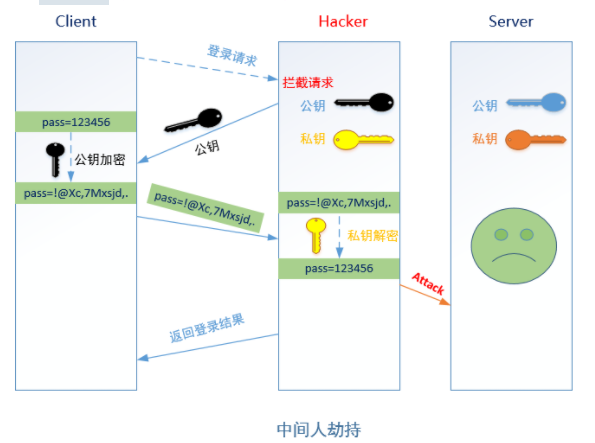 Client
Hacker
Server
登录请求
拦截请求
公钥
公钥
私钥
私钥
pass=123456
公钥
公钥加密
pass=!@Xc,7Mxsjd,.
pass=!@Xc,7Mxsjd,.
pass=!@Xc,7Mxsjd,.
私钥解密
pass=123456
Attack
返回登录结果
中间人劫持